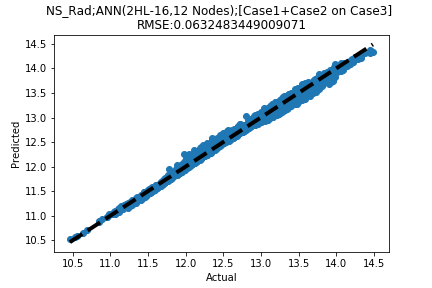 NS_Rad;ANN(2HL-16,12 Nodes);[Case1+Case2 on Case3]
RMSE:0.0632483449009071
14.5
14.0
13.5
13.0
12.5
12.0
11.5
11.0
10.5
Predicted
10.5 11.0 11.5 12.0 12.5 13.0 13.5 14.0 14.5
Actual